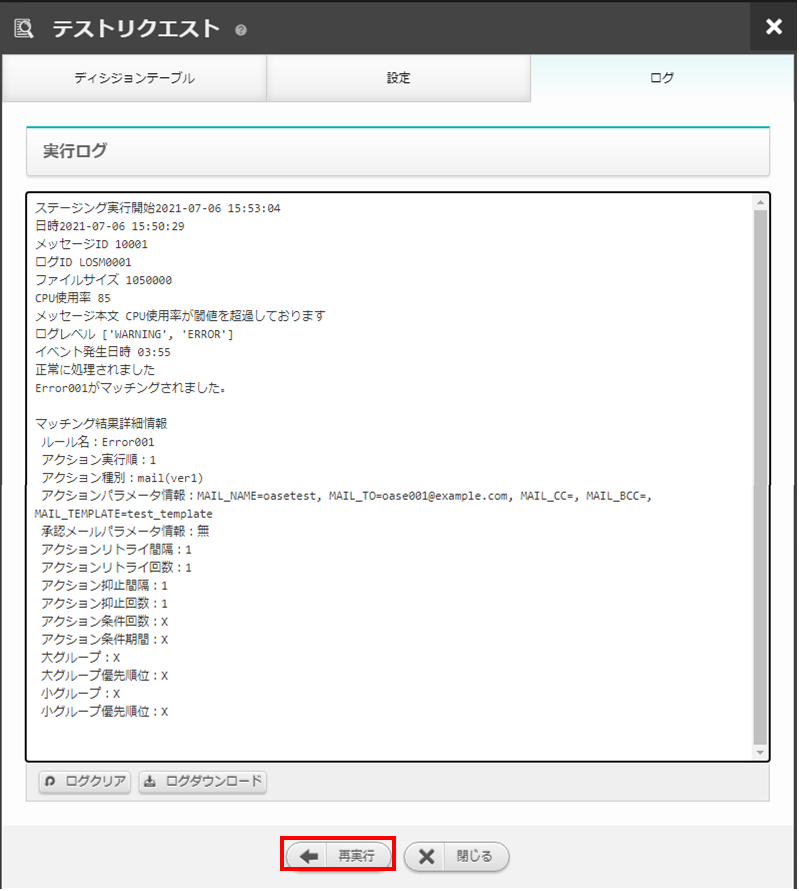 テストリクエスト
ディシジョンテーブル 設定 ログ
実行ログ
ステージング実行開始2021-07-06 15:53:04
日時2021-07-06 15:50:29
メッセージID 10001
ログID LOSM0001
ファイルサイズ 1050000
CPU使用率 85
メッセージ本文 CPU使用率が閾値を超過しております
ログレベル ['WARNING', 'ERROR']
イベント発生日時 03:55
正常に処理されました
Error001がマッチングされました。
マッチング結果詳細情報
ルール名：Error001
アクション実行順：1
アクション種別：mail(ver1)
アクションパラメータ情報：MAIL_NAME=oasetest, MAIL_TO=oase001@example.com, MAIL_CC=, MAIL_BCC=,
MAIL_TEMPLATE=test_template
承認メールパラメータ情報：無
アクションリトライ間隔：1
アクションリトライ回数：1
アクション抑止間隔：1
アクション抑止回数：1
アクション条件回数：X
アクション条件期間：X
大グループ：X
大グループ優先順位：X
小グループ：X
小グループ優先順位：X
ログクリア ログダウンロード
再実行 閉じる